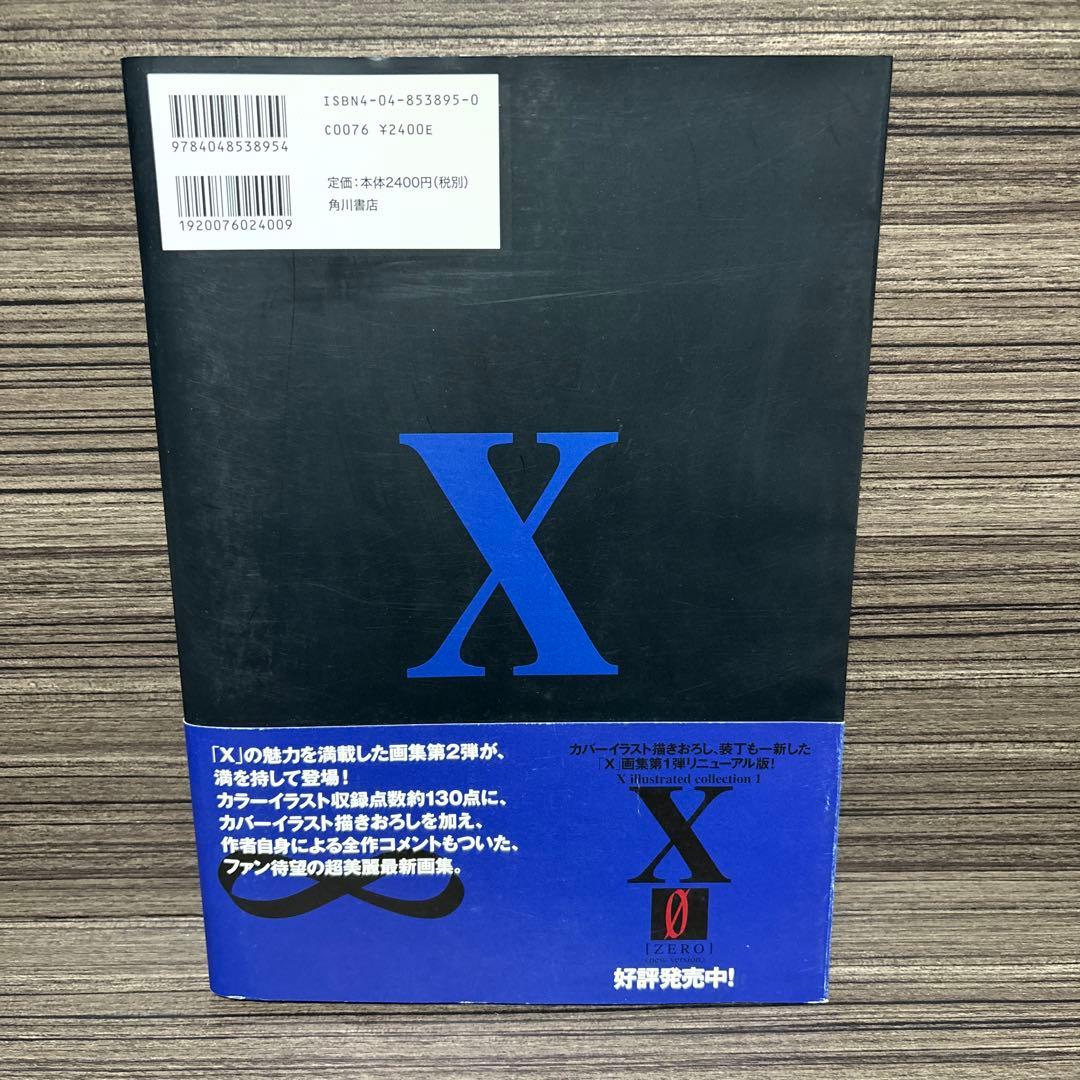 ISBN4-04-853895-0
C0076 ¥2400E
9784048538954
定価：本体2400円（税別）
角川書店
1920076024009
X
「X」の魅力を満載した画集第2弾が、
満を持して登場！
カラーイラスト収録点数約130点に、
カバーイラスト描きおろしを加え、
作者自身による全作コメントもついた、
ファン待望の超美麗最新画集。
カバーイラスト描きおろし、装丁も一新した
「X」画集第1弾リニューアル版！
X illustrated collection 1
X
0
[ZERO]
<new version>
好評発売中！